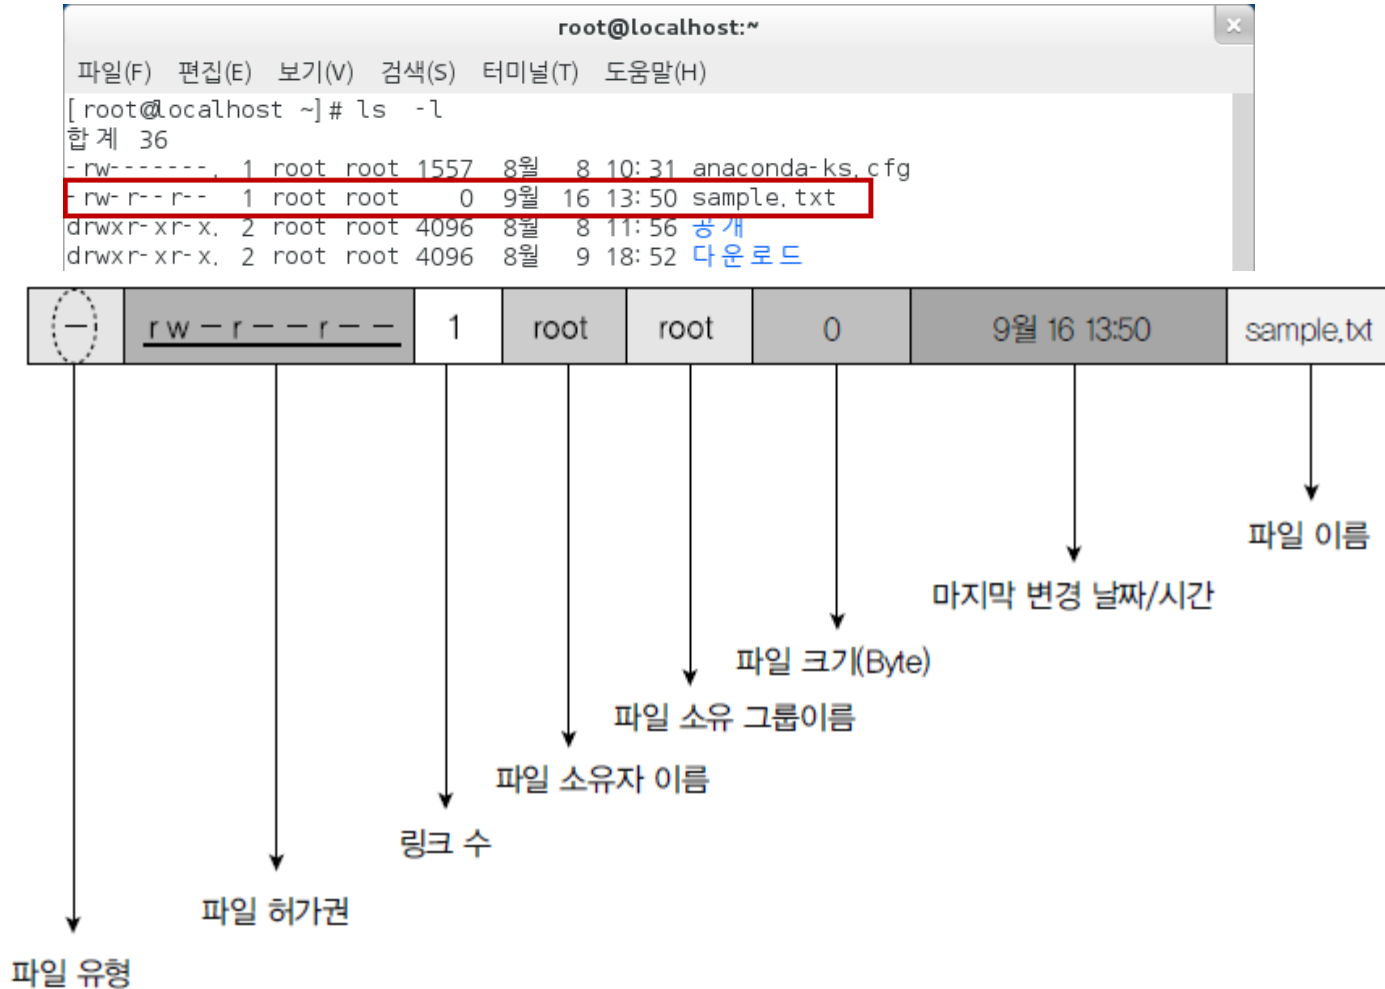 root@localhost:~
파일(F) 편집(E) 보기(V) 검색(S) 터미널(T) 도움말(H)
[root@localhost ~]# ls -l
합계 36
-rw-------. 1 root root 1557 8월 8 10:31 anaconda-ks.cfg
-rw-r--r-- 1 root root 0 9월 16 13:50 sample.txt
drwxr-xr-x. 2 root root 4096 8월 8 11:56 공개
drwxr-xr-x. 2 root root 4096 8월 9 18:52 다운로드
- rw-r--r-- 1 root root 0 9월 16 13:50 sample.txt
파일 이름
마지막 변경 날짜/시간
파일 크기(Byte)
파일 소유 그룹이름
파일 소유자 이름
링크 수
파일 허가권
파일 유형